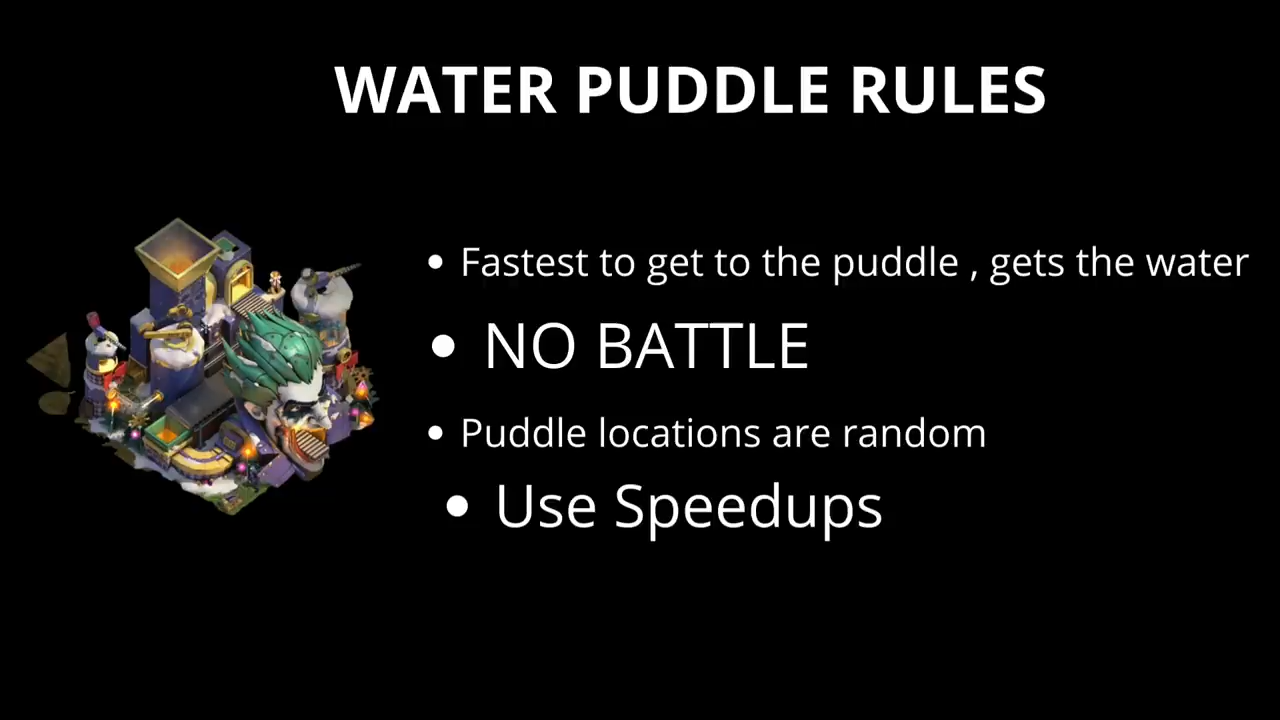 WATER PUDDLE RULES
• Fastest to get to the puddle , gets the water
• NO BATTLE
• Puddle locations are random
• Use Speedups